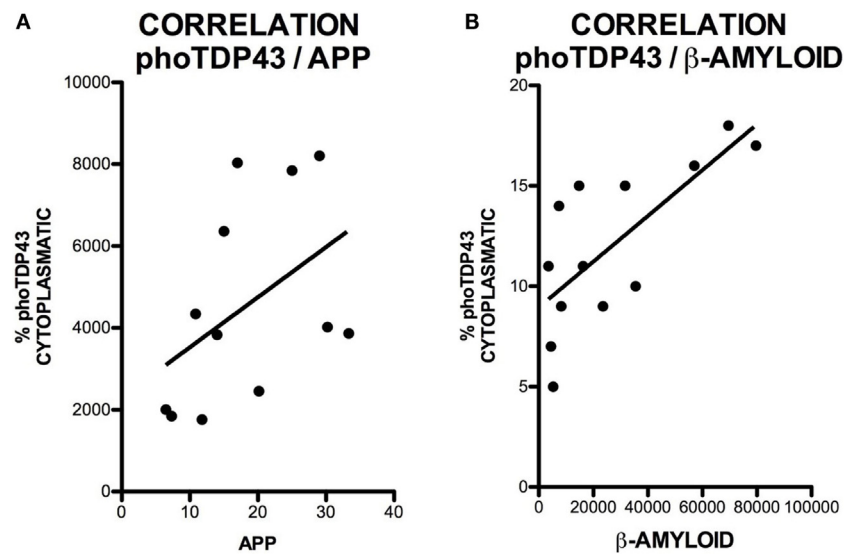 A
CORRELATION
phoTDP43 / APP
% phoTDP43
CYTOPLASMATIC
10000
8000
6000
4000
2000
0
0 10 20 30 40
APP
B
CORRELATION
phoTDP43 / β-AMYLOID
% phoTDP43
CYTOPLASMATIC
20
15
10
5
0
0 20000 40000 60000 80000 100000
β-AMYLOID